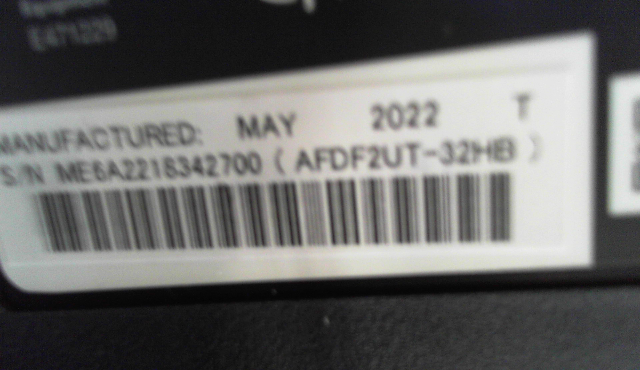 E471220
MANUFACTURED: MAY 2022 T
S/N ME6A2218342700 ( AFDF2UT-32HB )